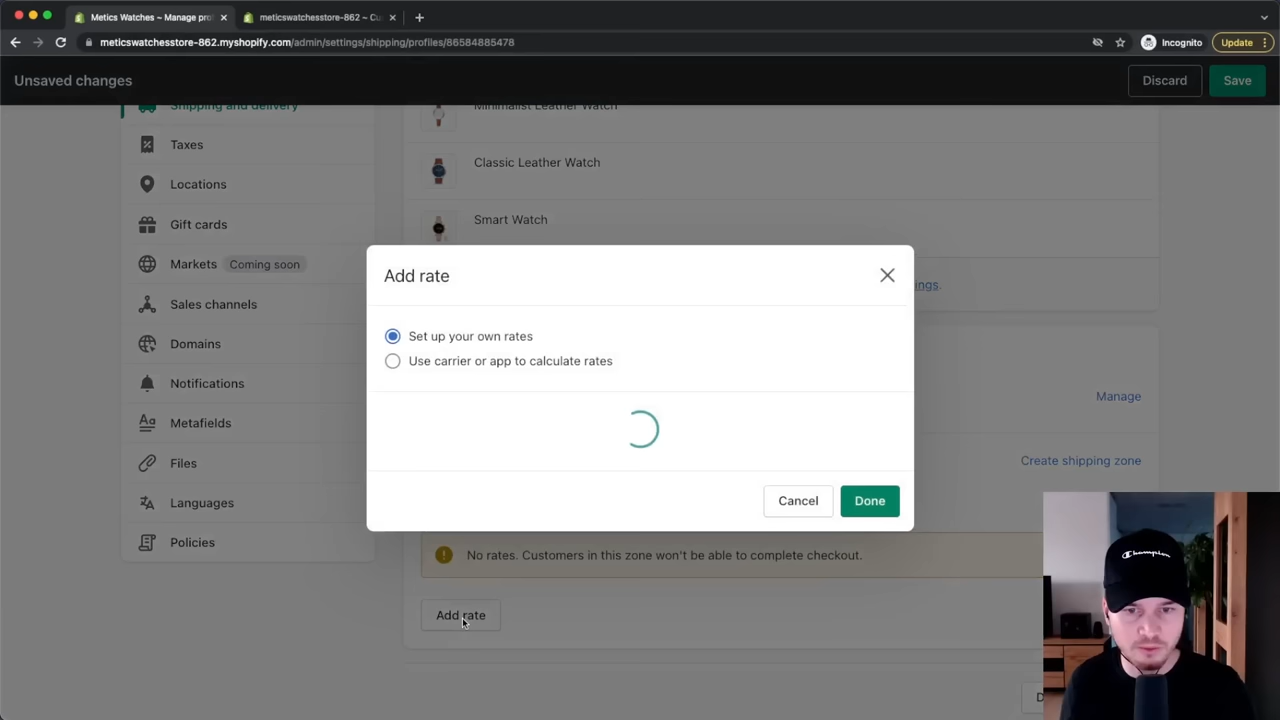 Metics Watches ~ Manage pro
meticswatchesstore-862 ~ Cu
meticswatchesstore-862.myshopify.com/admin/settings/shipping/profiles/86584885478
Incognito
Update
Unsaved changes
Discard
Save
Shipping and delivery
Taxes
Locations
Gift cards
Markets
Coming soon
Sales channels
Domains
Notifications
Metafields
Files
Languages
Policies
Minimalist Leather Watch
Classic Leather Watch
Smart Watch
ngs.
Add rate
Set up your own rates
Use carrier or app to calculate rates
Cancel
Done
Manage
Create shipping zone
No rates. Customers in this zone won't be able to complete checkout.
Add rate
Champion